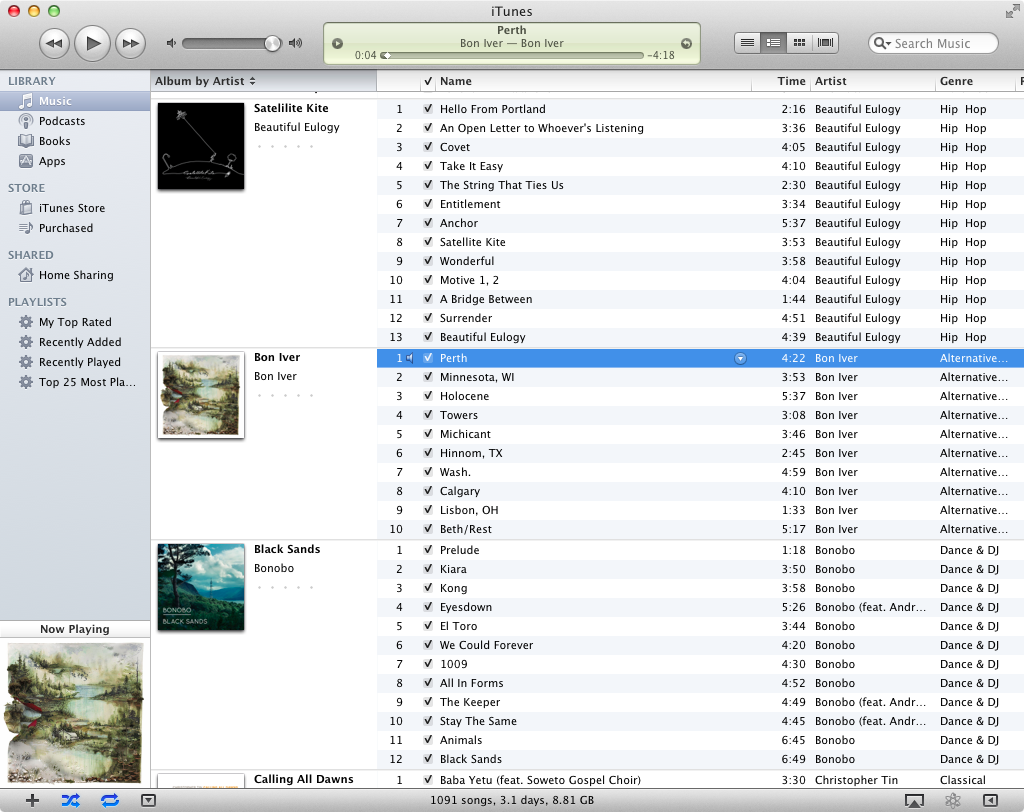 iTunes
Perth
Bon Iver — Bon Iver
0:04 -4:18
Search Music
LIBRARY
Music
Podcasts
Books
Apps
STORE
iTunes Store
Purchased
SHARED
Home Sharing
PLAYLISTS
My Top Rated
Recently Added
Recently Played
Top 25 Most Pla...
Now Playing
Album by Artist ✓ Name Time Artist Genre
Satelilite Kite
Beautiful Eulogy
1 ✓ Hello From Portland 2:16 Beautiful Eulogy Hip Hop
2 ✓ An Open Letter to Whoever's Listening 3:36 Beautiful Eulogy Hip Hop
3 ✓ Covet 4:05 Beautiful Eulogy Hip Hop
4 ✓ Take It Easy 4:10 Beautiful Eulogy Hip Hop
5 ✓ The String That Ties Us 2:30 Beautiful Eulogy Hip Hop
6 ✓ Entitlement 3:34 Beautiful Eulogy Hip Hop
7 ✓ Anchor 5:37 Beautiful Eulogy Hip Hop
8 ✓ Satellite Kite 3:53 Beautiful Eulogy Hip Hop
9 ✓ Wonderful 3:58 Beautiful Eulogy Hip Hop
10 ✓ Motive 1, 2 4:04 Beautiful Eulogy Hip Hop
11 ✓ A Bridge Between 1:44 Beautiful Eulogy Hip Hop
12 ✓ Surrender 4:51 Beautiful Eulogy Hip Hop
13 ✓ Beautiful Eulogy 4:39 Beautiful Eulogy Hip Hop
Bon Iver
Bon Iver
1 ✓ Perth 4:22 Bon Iver Alternative...
2 ✓ Minnesota, WI 3:53 Bon Iver Alternative...
3 ✓ Holocene 5:37 Bon Iver Alternative...
4 ✓ Towers 3:08 Bon Iver Alternative...
5 ✓ Michicant 3:46 Bon Iver Alternative...
6 ✓ Hinnom, TX 2:45 Bon Iver Alternative...
7 ✓ Wash. 4:59 Bon Iver Alternative...
8 ✓ Calgary 4:10 Bon Iver Alternative...
9 ✓ Lisbon, OH 1:33 Bon Iver Alternative...
10 ✓ Beth/Rest 5:17 Bon Iver Alternative...
Black Sands
Bonobo
BONOBO
BLACK SANDS
1 ✓ Prelude 1:18 Bonobo Dance & DJ
2 ✓ Kiara 3:50 Bonobo Dance & DJ
3 ✓ Kong 3:58 Bonobo Dance & DJ
4 ✓ Eyesdown 5:26 Bonobo (feat. Andr... Dance & DJ
5 ✓ El Toro 3:44 Bonobo Dance & DJ
6 ✓ We Could Forever 4:20 Bonobo Dance & DJ
7 ✓ 1009 4:30 Bonobo Dance & DJ
8 ✓ All In Forms 4:52 Bonobo Dance & DJ
9 ✓ The Keeper 4:49 Bonobo (feat. Andr... Dance & DJ
10 ✓ Stay The Same 4:45 Bonobo (feat. Andr... Dance & DJ
11 ✓ Animals 6:45 Bonobo Dance & DJ
12 ✓ Black Sands 6:49 Bonobo Dance & DJ
Calling All Dawns
1 ✓ Baba Yetu (feat. Soweto Gospel Choir) 3:30 Christopher Tin Classical
1091 songs, 3.1 days, 8.81 GB